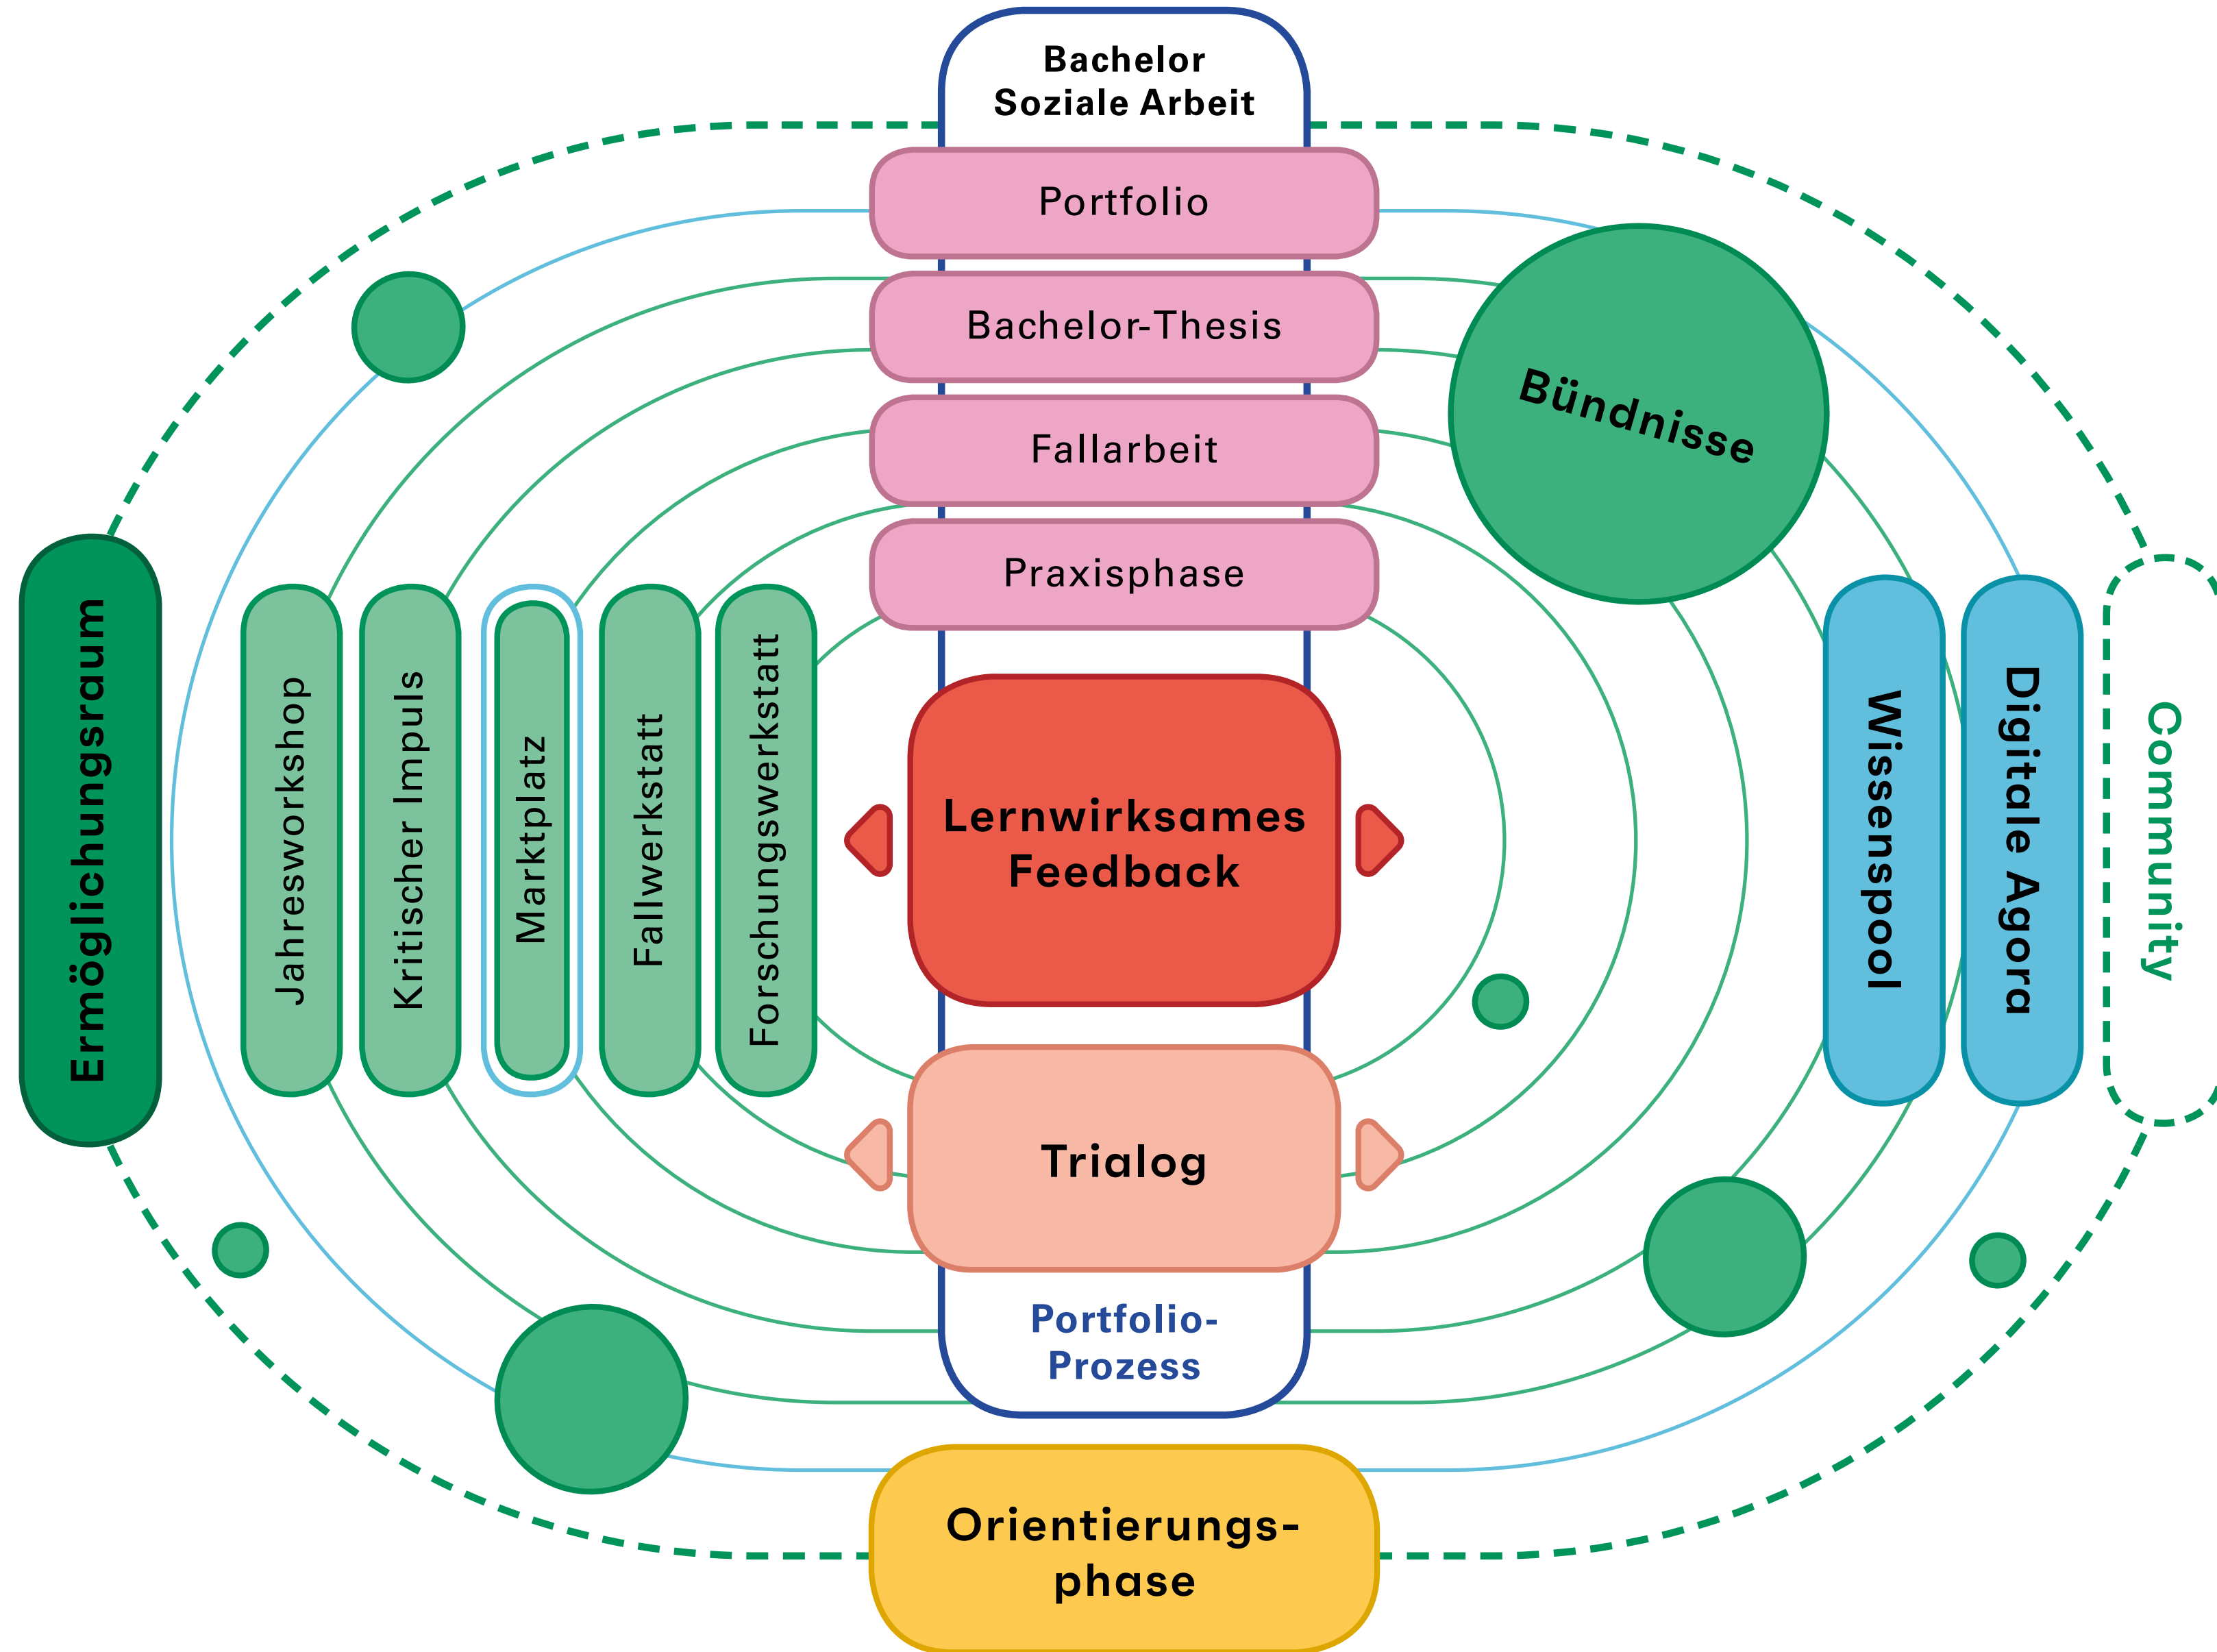 Bachelor
Soziale Arbeit
Portfolio
Bachelor-Thesis
Fallarbeit
Praxisphase
Bündnisse
Ermöglichungsraum
Jahresworkshop
Kritischer Impuls
Marktplatz
Fallwerkstatt
Forschungswerkstatt
Lernwirksames
Feedback
Wissenspool
Digitale Agora
Community
Trialog
Portfolio-
Prozess
Orientierungs-
phase